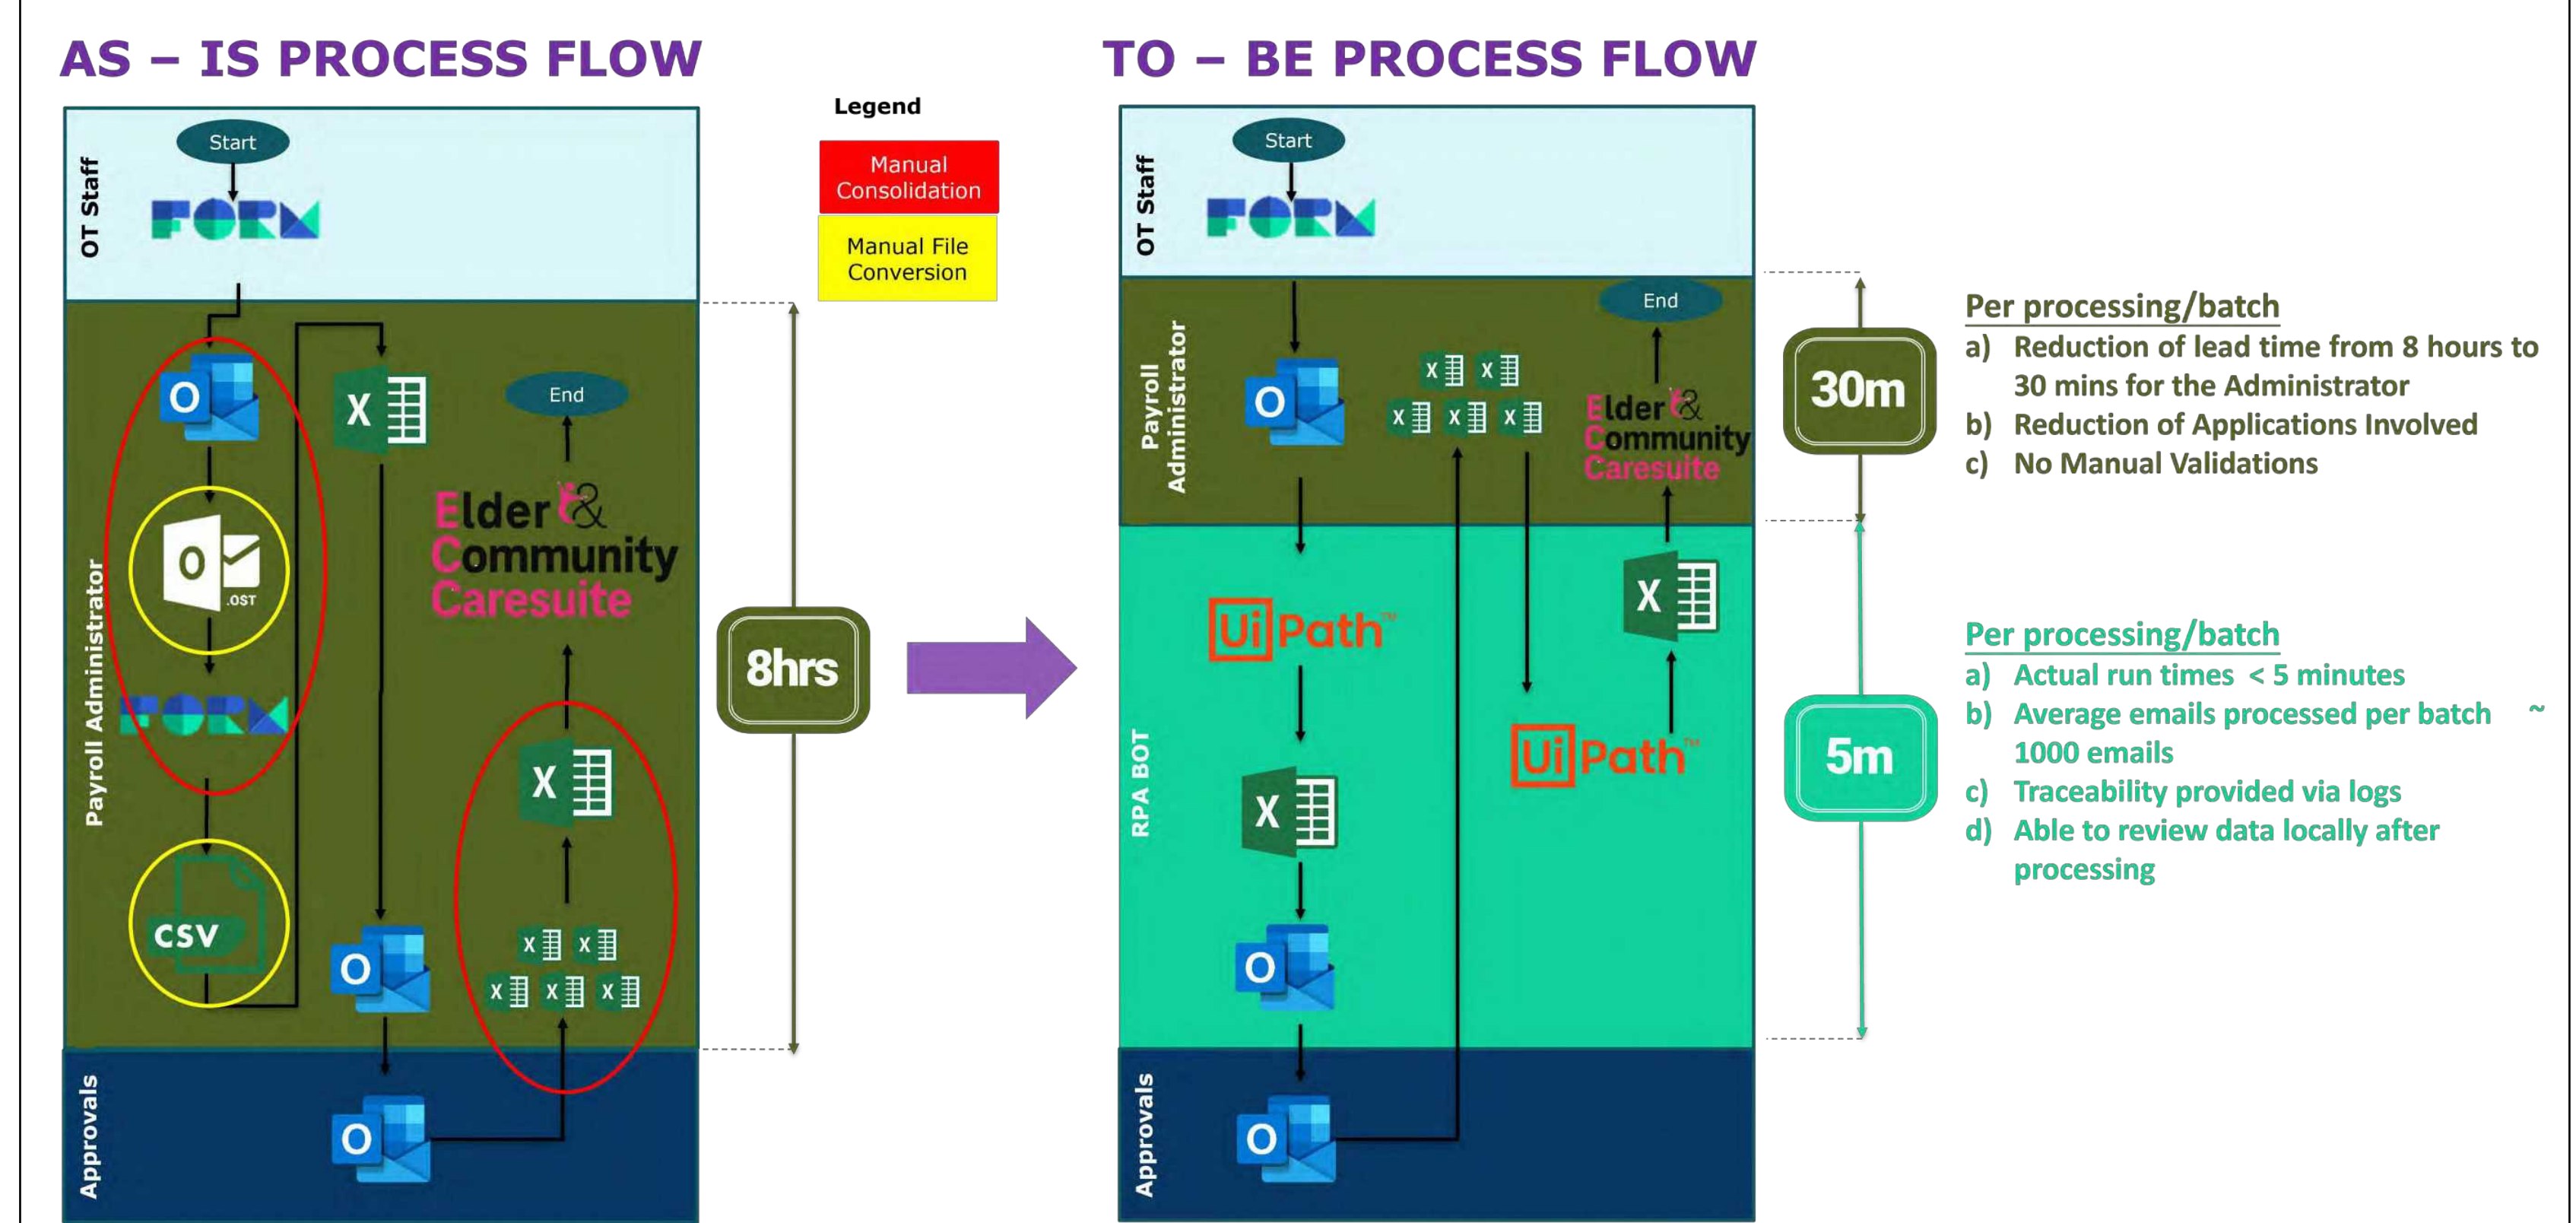 AS – IS PROCESS FLOW
Start
FORM
OT Staff
O
O
.OST
FORM
CSV
X
O
End
Elder &
Community
Caresuite
X
X X
X X X
Payroll Administrator
O
Approvals
8hrs
Legend
Manual
Consolidation
Manual File
Conversion
TO – BE PROCESS FLOW
Start
FORM
OT Staff
O
X X
X X X
End
Elder &
Community
Caresuite
Payroll
Administrator
UiPath™
X
O
UiPath™
X
RPA BOT
O
Approvals
30m
Per processing/batch
a) Reduction of lead time from 8 hours to
30 mins for the Administrator
b) Reduction of Applications Involved
c) No Manual Validations
5m
Per processing/batch
a) Actual run times < 5 minutes
b) Average emails processed per batch ~
1000 emails
c) Traceability provided via logs
d) Able to review data locally after
processing